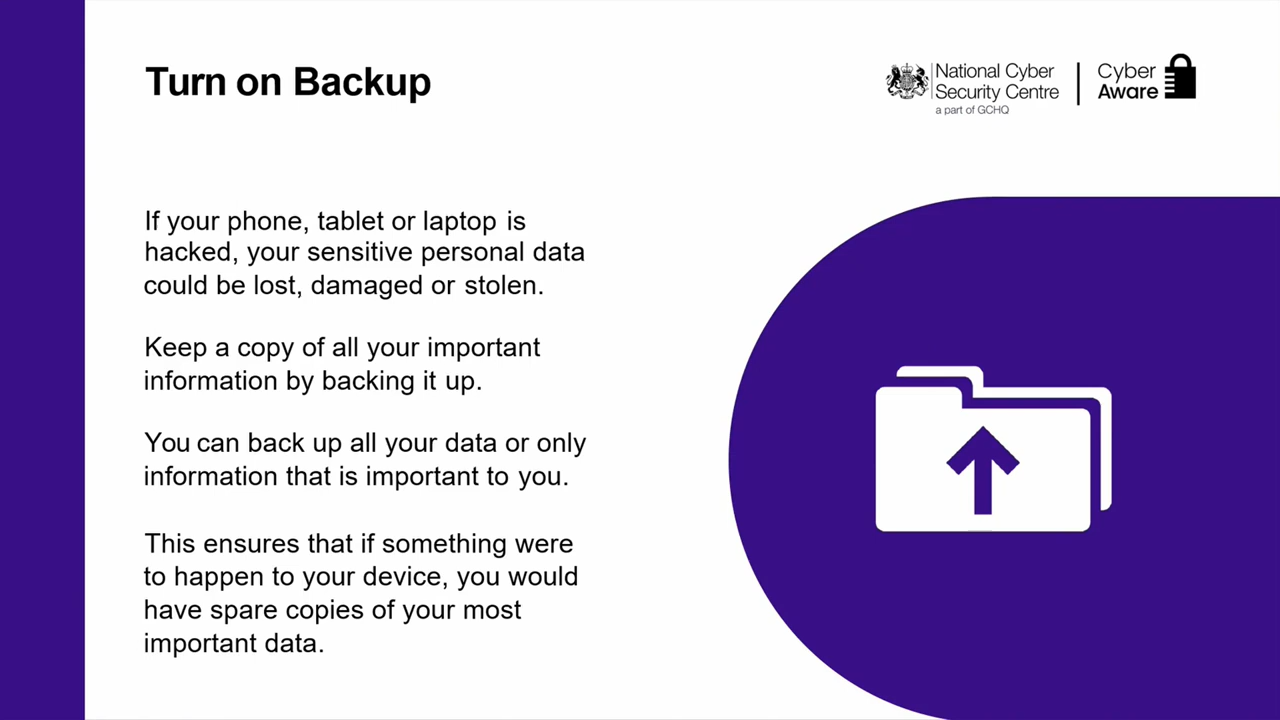 Turn on Backup
National Cyber
Security Centre
a part of GCHQ
Cyber
Aware
If your phone, tablet or laptop is
hacked, your sensitive personal data
could be lost, damaged or stolen.
Keep a copy of all your important
information by backing it up.
You can back up all your data or only
information that is important to you.
This ensures that if something were
to happen to your device, you would
have spare copies of your most
important data.